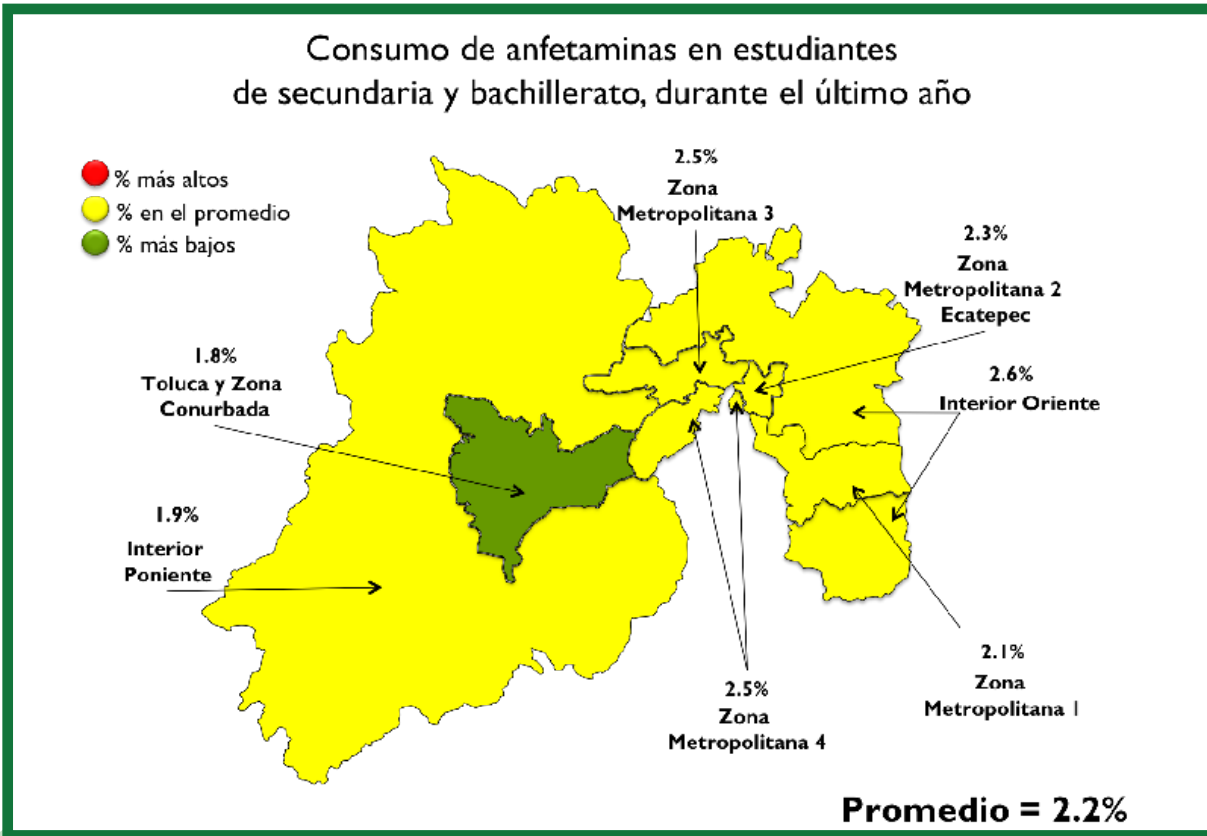 Consumo de anfetaminas en estudiantes
de secundaria y bachillerato, durante el último año
% más altos
% en el promedio
% más bajos
2.5%
Zona
Metropolitana 3
2.3%
Zona
Metropolitana 2
Ecatepec
1.8%
Toluca y Zona
Conurbada
2.6%
Interior Oriente
1.9%
Interior
Poniente
2.1%
Zona
Metropolitana 1
2.5%
Zona
Metropolitana 4
Promedio = 2.2%